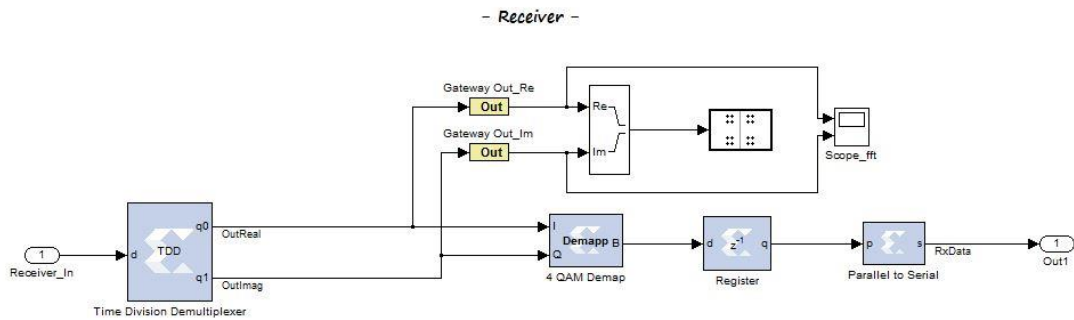 - Receiver -
Gateway Out_Re
Out
Gateway Out_Im
Out
Re
Im
Scope_fft
1
Receiver_In
d
TDD
q0
q1
Time Division Demultiplexer
OutReal
OutImag
I
Q
Demapp
B
4 QAM Demap
d
z-1
q
Register
p
s
Parallel to Serial
RxData
1
Out1